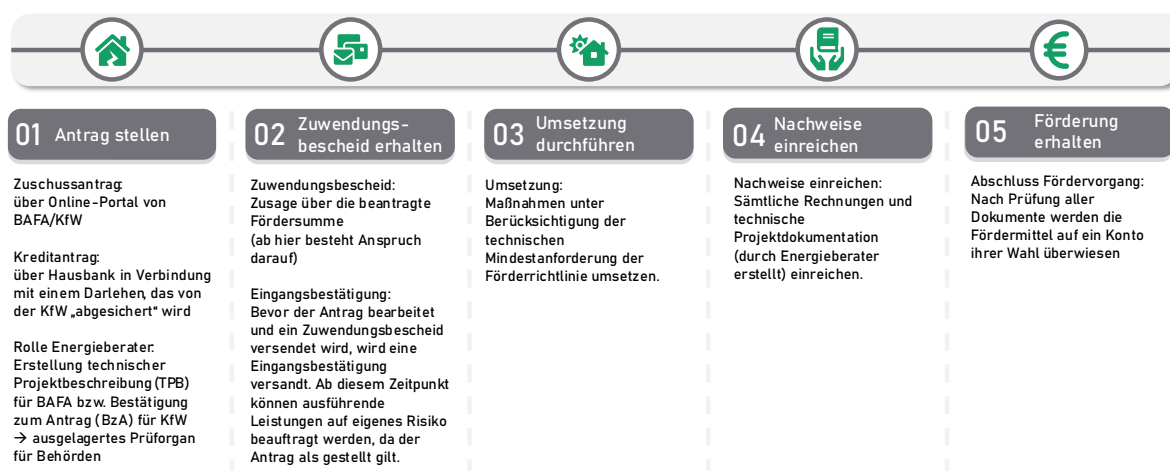 01 Antrag stellen
Zuschussantrag:
über Online-Portal von
BAFA/KfW
Kreditantrag:
über Hausbank in Verbindung
mit einem Darlehen, das von
der KfW „abgesichert“ wird
Rolle Energieberater:
Erstellung technischer
Projektbeschreibung (TPB)
für BAFA bzw. Bestätigung
zum Antrag (BzA) für KfW
→ ausgelagertes Prüforgan
für Behörden
02 Zuwendungs-
bescheid erhalten
Zuwendungsbescheid:
Zusage über die beantragte
Fördersumme
(ab hier besteht Anspruch
darauf)
Eingangsbestätigung:
Bevor der Antrag bearbeitet
und ein Zuwendungsbescheid
versendet wird, wird eine
Eingangsbestätigung
versandt. Ab diesem Zeitpunkt
können ausführende
Leistungen auf eigenes Risiko
beauftragt werden, da der
Antrag als gestellt gilt.
03 Umsetzung
durchführen
Umsetzung:
Maßnahmen unter
Berücksichtigung der
technischen
Mindestanforderung der
Förderrichtlinie umsetzen.
04 Nachweise
einreichen
Nachweise einreichen:
Sämtliche Rechnungen und
technische
Projektdokumentation
(durch Energieberater
erstellt) einreichen.
05 Förderung
erhalten
Abschluss Fördervorgang:
Nach Prüfung aller
Dokumente werden die
Fördermittel auf ein Konto
ihrer Wahl überwiesen